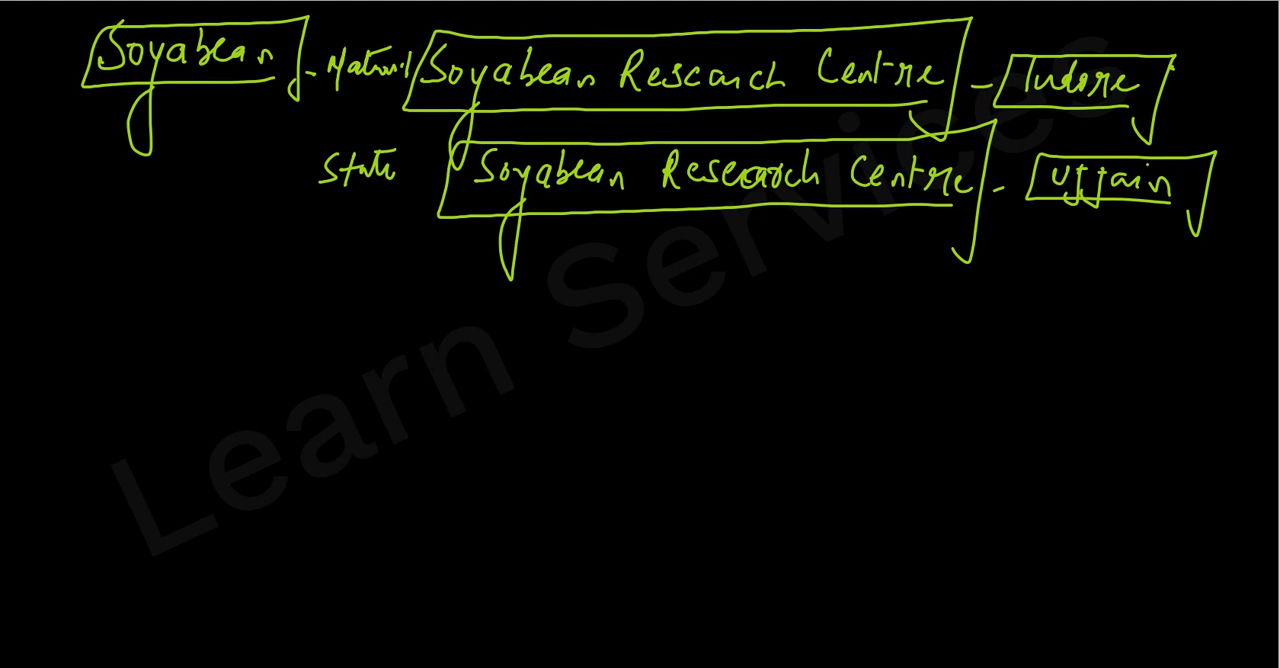 Soyabean - National Soyabean Research Centre - Indore
State Soyabean Research Centre - Ujjain
Learn Services